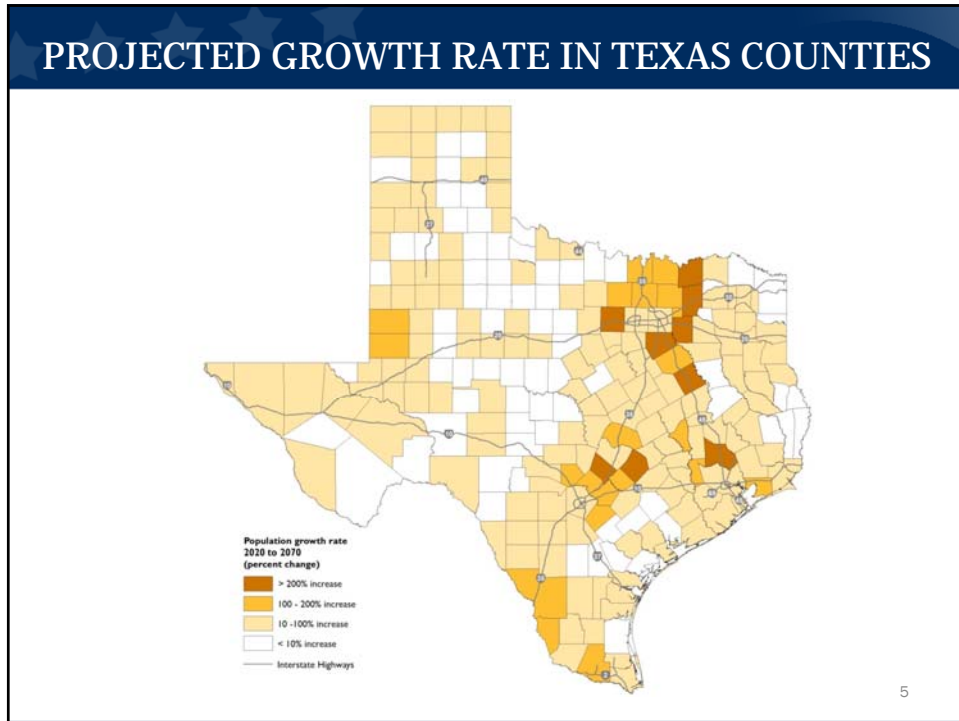 PROJECTED GROWTH RATE IN TEXAS COUNTIES
Population growth rate
2020 to 2070
(percent change)
> 200% increase
100 - 200% increase
10 -100% increase
< 10% increase
Interstate Highways
5